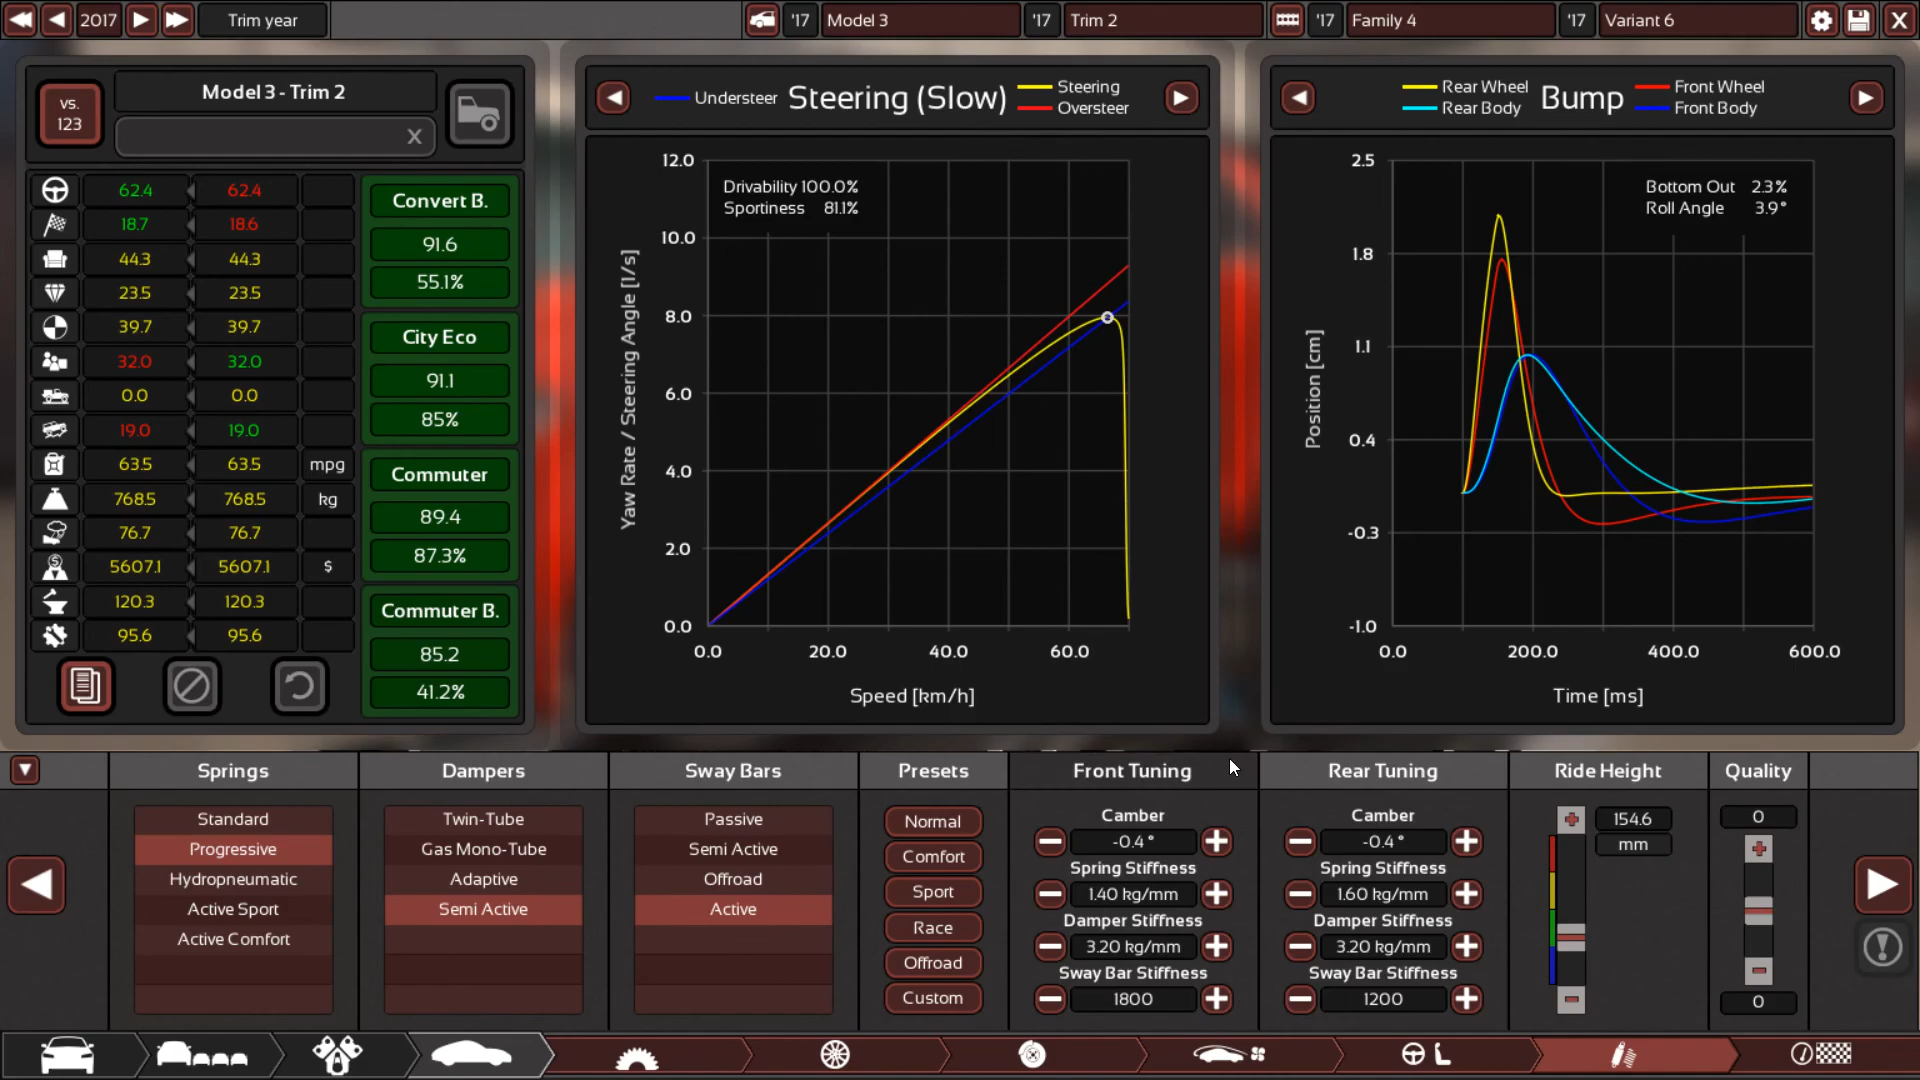 2017
Trim year
'17
Model 3
'17
Trim 2
'17
Family 4
'17
Variant 6
X
vs.
123
Model 3 - Trim 2
X
62.4 62.4
18.7 18.6
44.3 44.3
23.5 23.5
39.7 39.7
32.0 32.0
0.0 0.0
19.0 19.0
63.5 63.5 mpg
768.5 768.5 kg
76.7 76.7
5607.1 5607.1 $
120.3 120.3
95.6 95.6
Convert B.
91.6
55.1%
City Eco
91.1
85%
Commuter
89.4
87.3%
Commuter B.
85.2
41.2%
Understeer
Steering (Slow)
Steering
Oversteer
Drivability 100.0%
Sportiness 81.1%
Yaw Rate / Steering Angle [1/s]
12.0
10.0
8.0
6.0
4.0
2.0
0.0
0.0 20.0 40.0 60.0
Speed [km/h]
Rear Wheel
Rear Body
Bump
Front Wheel
Front Body
Bottom Out 2.3%
Roll Angle 3.9°
Position [cm]
2.5
1.8
1.1
0.4
-0.3
-1.0
0.0 200.0 400.0 600.0
Time [ms]
Springs
Standard
Progressive
Hydropneumatic
Active Sport
Active Comfort
Dampers
Twin-Tube
Gas Mono-Tube
Adaptive
Semi Active
Sway Bars
Passive
Semi Active
Offroad
Active
Presets
Normal
Comfort
Sport
Race
Offroad
Custom
Front Tuning
Camber
-0.4°
Spring Stiffness
1.40 kg/mm
Damper Stiffness
3.20 kg/mm
Sway Bar Stiffness
1800
Rear Tuning
Camber
-0.4°
Spring Stiffness
1.60 kg/mm
Damper Stiffness
3.20 kg/mm
Sway Bar Stiffness
1200
Ride Height
154.6
mm
Quality
0
0